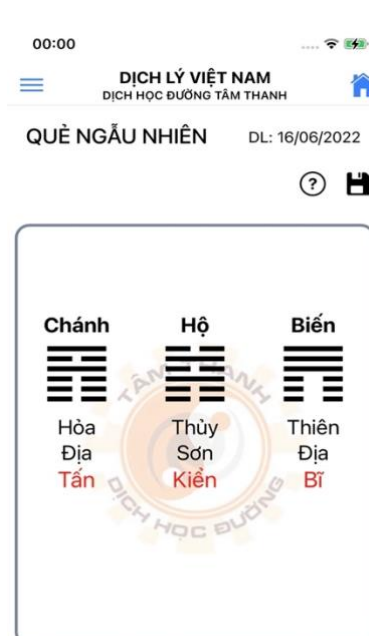 00:00
DỊCH LÝ VIỆT NAM
DỊCH HỌC ĐƯỜNG TÂM THANH
QUẺ NGẪU NHIÊN DL: 16/06/2022
?
Chánh Hộ Biến
Hỏa Thủy Thiên
Địa Sơn Địa
Tấn Kiển Bĩ
TÂM THANH
DỊCH HỌC ĐƯỜNG